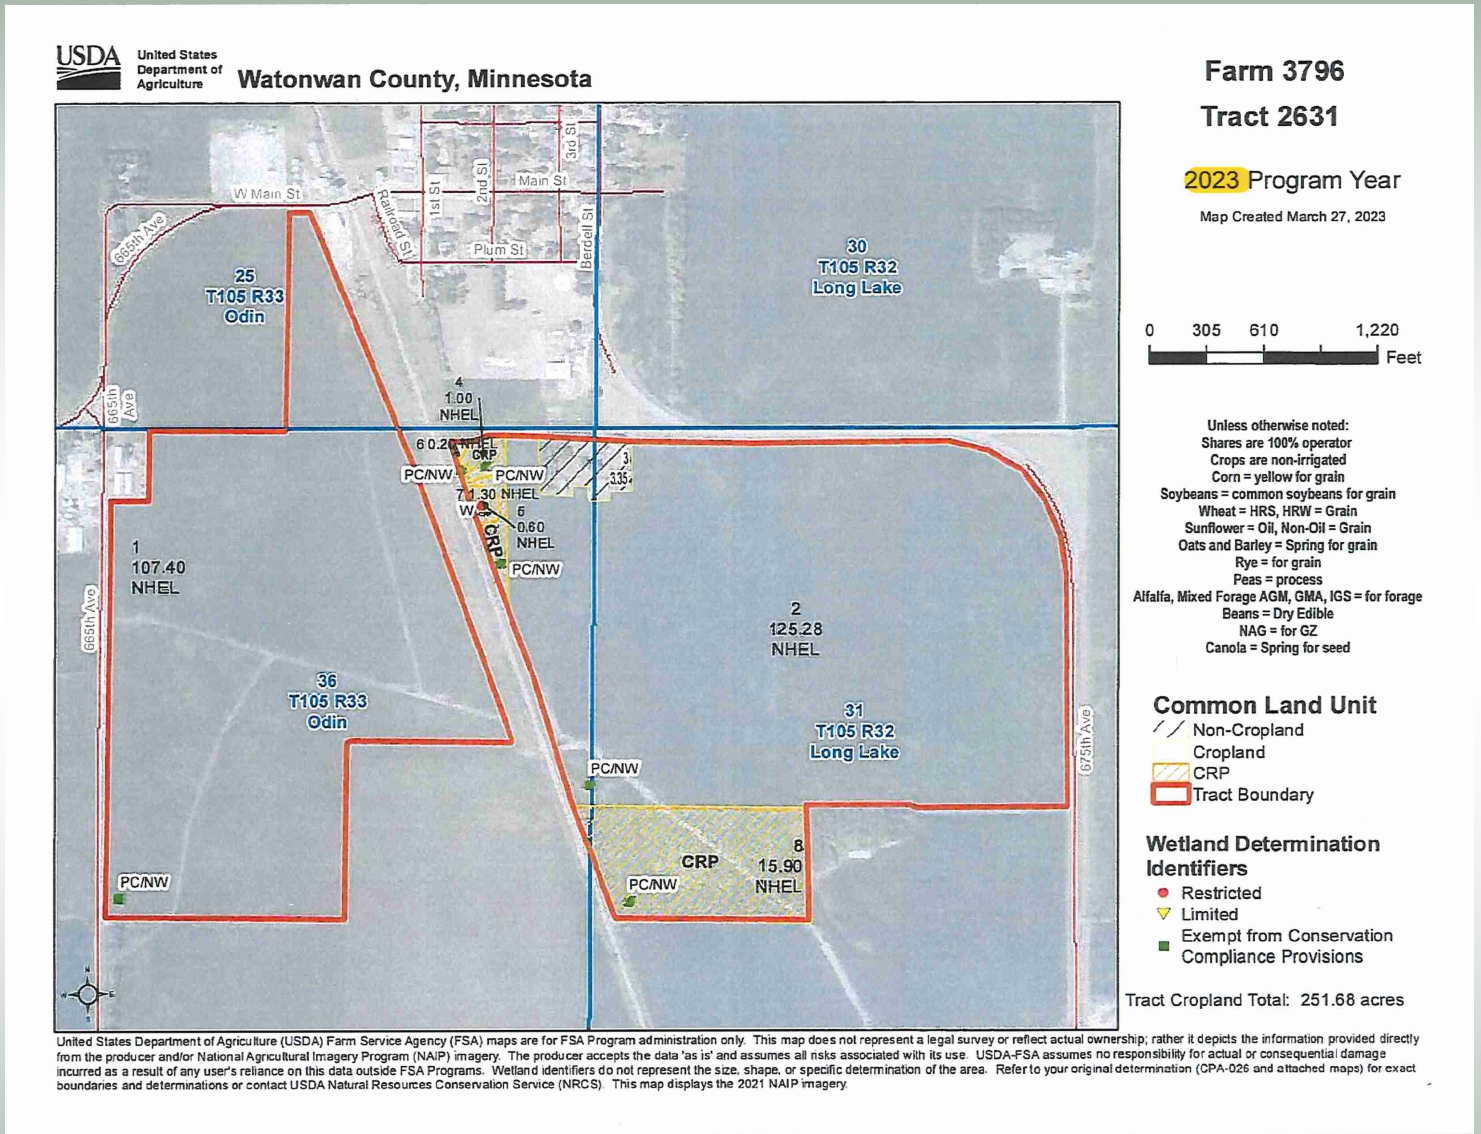 USDA
United States
Department of
Agriculture
Watonwan County, Minnesota
Farm 3796
Tract 2631
2023 Program Year
Map Created March 27, 2023
0 305 610 1,220
Feet
Unless otherwise noted:
Shares are 100% operator
Crops are non-irrigated
Corn = yellow for grain
Soybeans = common soybeans for grain
Wheat = HRS, HRW = Grain
Sunflower = Oil, Non-Oil = Grain
Oats and Barley = Spring for grain
Rye = for grain
Peas = process
Alfalfa, Mixed Forage AGM, GMA, IGS = for forage
Beans = Dry Edible
NAG = for GZ
Canola = Spring for seed
Common Land Unit
Non-Cropland
Cropland
CRP
Tract Boundary
Wetland Determination
Identifiers
Restricted
Limited
Exempt from Conservation
Compliance Provisions
Tract Cropland Total: 251.68 acres
W Main St
665th Ave
Railroad St
1st St
2nd St
3rd St
Main St
Plum St
Berdell St
25
T105 R33
Odin
30
T105 R32
Long Lake
665th
Ave
4
1.00
NHEL
6 0.20 NHEL
CRP
PC/NW
PC/NW
3
3.35
7 1.30 NHEL
W
5
0.60
NHEL
CRP
PC/NW
1
107.40
NHEL
665th Ave
2
125.28
NHEL
36
T105 R33
Odin
31
T105 R32
Long Lake
675th Ave
PC/NW
CRP
8
15.90
NHEL
PC/NW
PC/NW
N
W
E
S
United States Department of Agriculture (USDA) Farm Service Agency (FSA) maps are for FSA Program administration only. This map does not represent a legal survey or reflect actual ownership; rather it depicts the information provided directly
from the producer and/or National Agricultural Imagery Program (NAIP) imagery. The producer accepts the data 'as is' and assumes all risks associated with its use. USDA-FSA assumes no responsibility for actual or consequential damage
incurred as a result of any user's reliance on this data outside FSA Programs. Wetland identifiers do not represent the size, shape, or specific determination of the area. Refer to your original determination (CPA-026 and attached maps) for exact
boundaries and determinations or contact USDA Natural Resources Conservation Service (NRCS). This map displays the 2021 NAIP imagery.